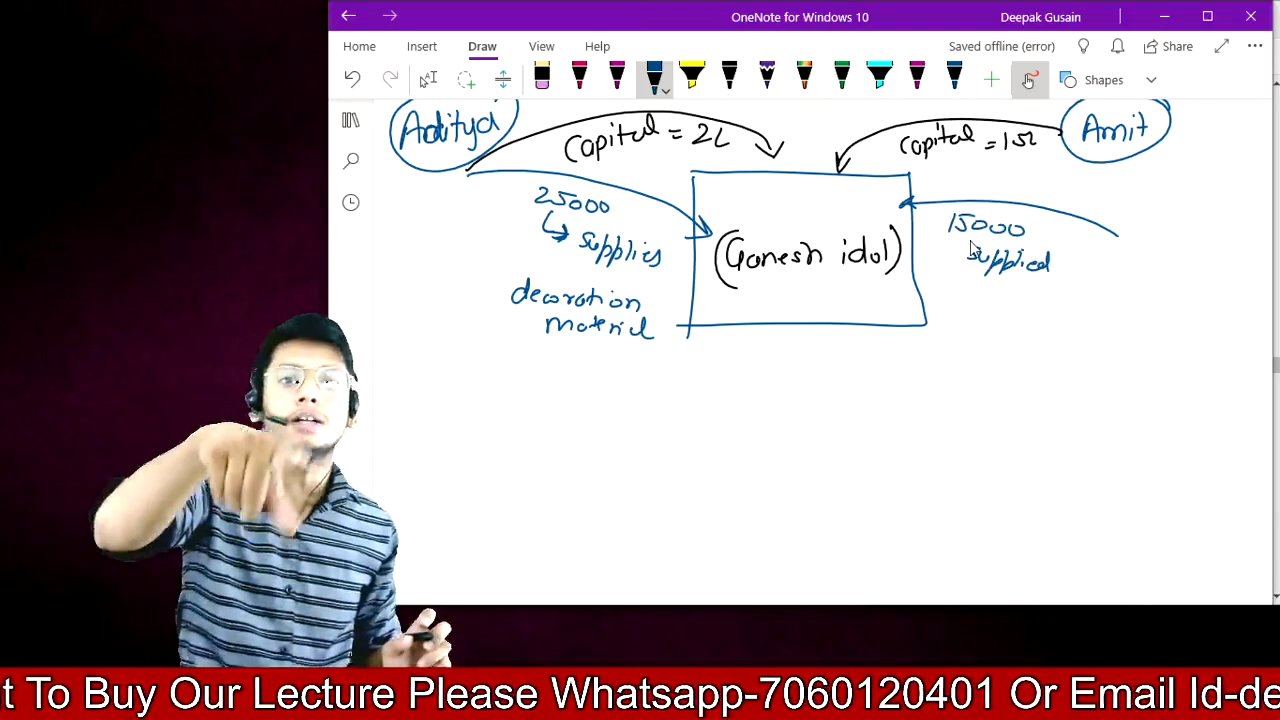 OneNote for Windows 10
Deepak Gusain
Home Insert Draw View Help
Saved offline (error)
Share
Shapes
Aditya
Capital = 2L
Capital = 1.5L
Amit
25000
↳ supplies
(Ganesh idol)
15000
supplied
decoration
material
t To Buy Our Lecture Please Whatsapp-7060120401 Or Email Id-de